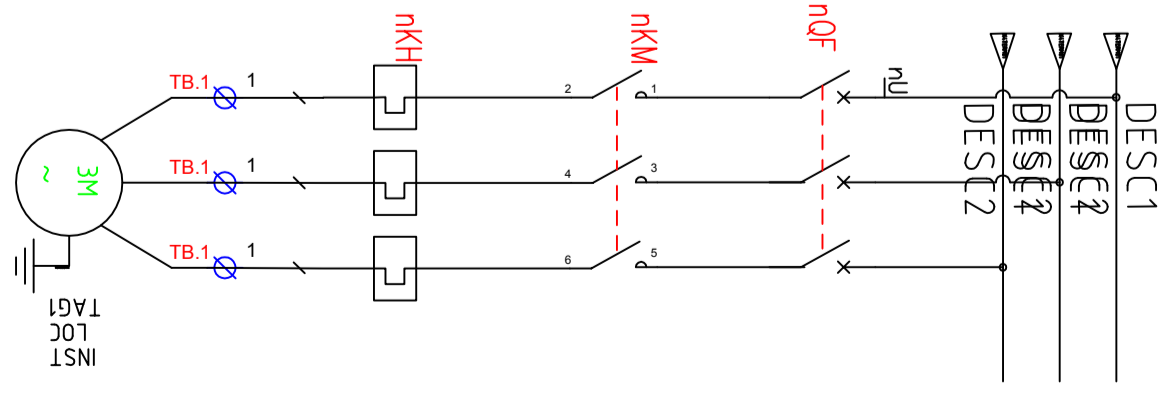 nKH
nKM
nQF
TB.1 1
2
1
nU
TB.1 1
4
3
3M
~
TB.1 1
6
5
DESC2
DESC1
TAG1
LOC
INST